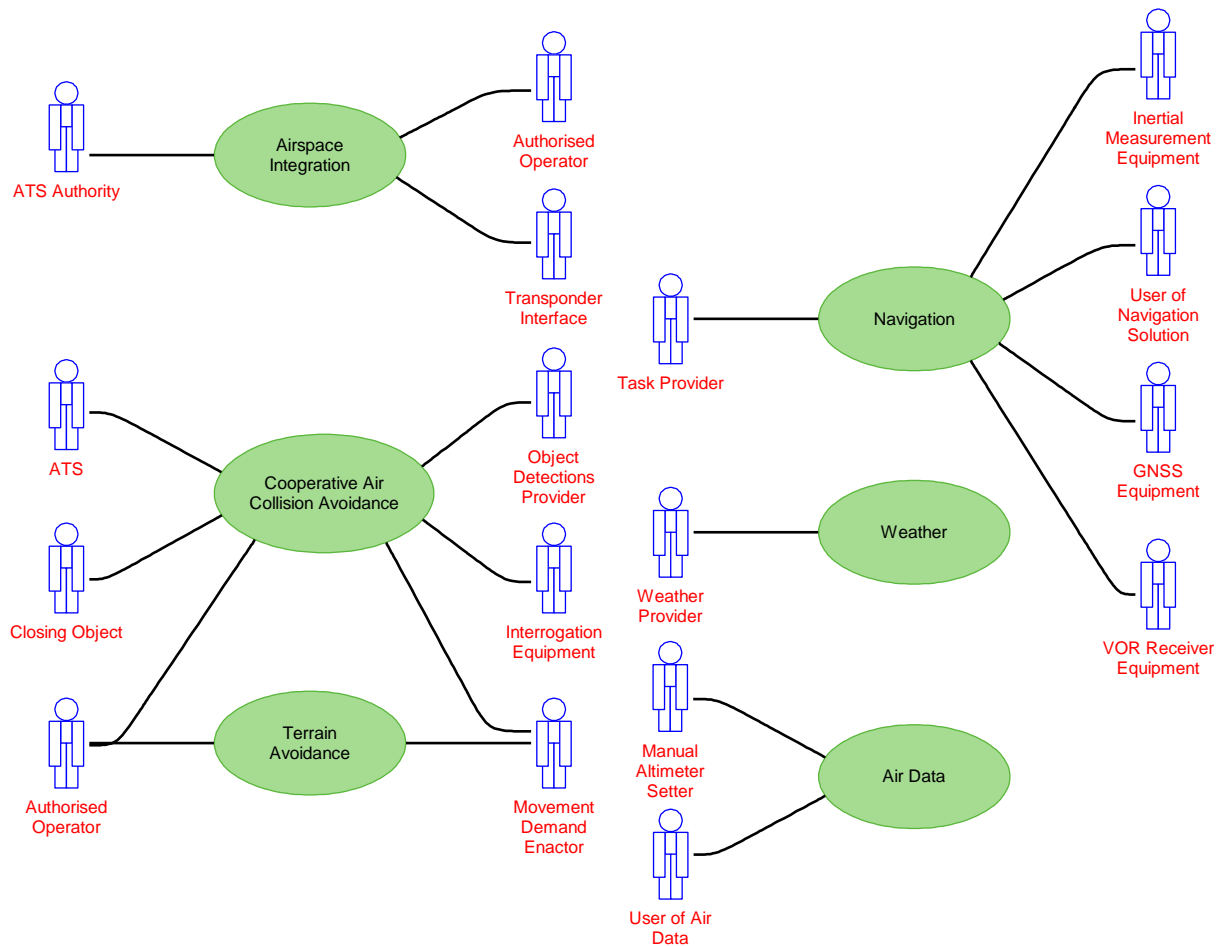 Airspace
Integration
ATS Authority
Authorised
Operator
Transponder
Interface
ATS
Cooperative Air
Collision Avoidance
Object
Detections
Provider
Closing Object
Interrogation
Equipment
Terrain
Avoidance
Authorised
Operator
Movement
Demand
Enactor
Inertial
Measurement
Equipment
Navigation
User of
Navigation
Solution
Task Provider
GNSS
Equipment
Weather
Weather
Provider
VOR Receiver
Equipment
Manual
Altimeter
Setter
Air Data
User of Air
Data